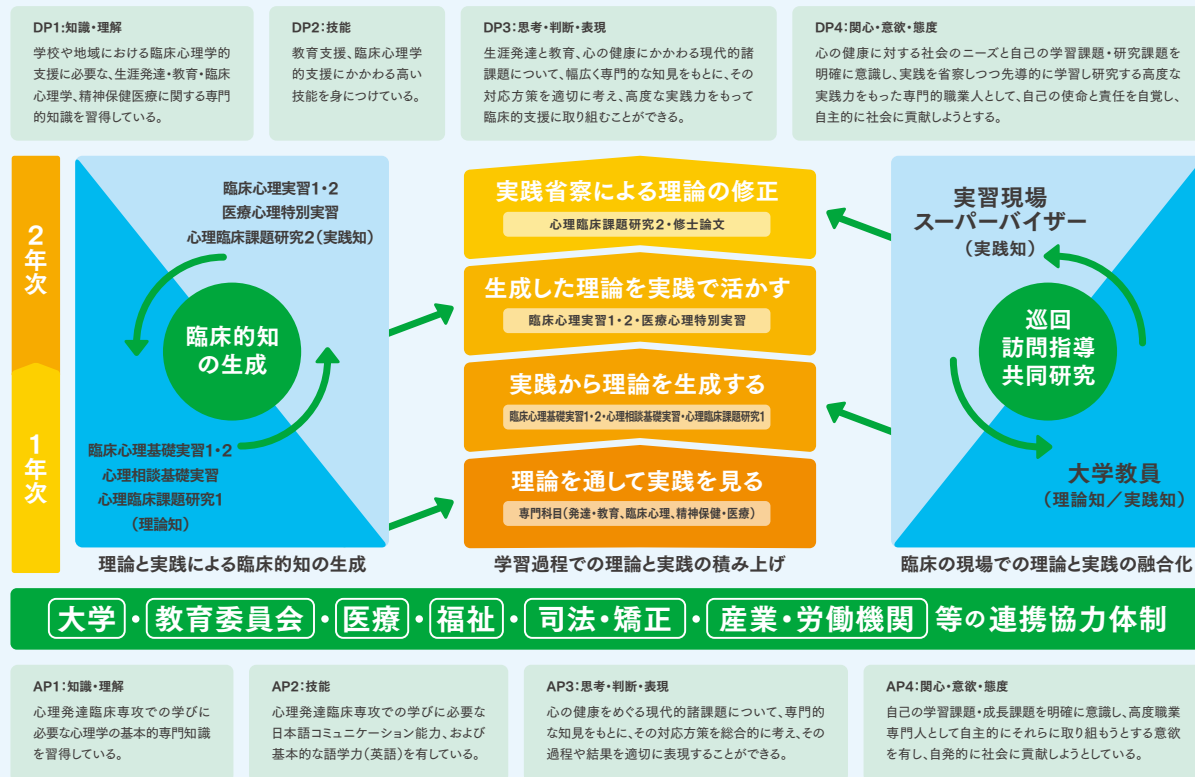 DP1:知識・理解
学校や地域における臨床心理学的
支援に必要な、生涯発達・教育・臨床
心理学、精神保健医療に関する専門
的知識を習得している。
DP2:技能
教育支援、臨床心理学
的支援にかかわる高い
技能を身につけている。
DP3:思考・判断・表現
生涯発達と教育、心の健康にかかわる現代的諸
課題について、幅広く専門的な知見をもとに、その
対応方策を適切に考え、高度な実践力をもって
臨床的支援に取り組むことができる。
DP4:関心・意欲・態度
心の健康に対する社会のニーズと自己の学習課題・研究課題を
明確に意識し、実践を省察しつつ先導的に学習し研究する高度な
実践力をもった専門的職業人として、自己の使命と責任を自覚し、
自主的に社会に貢献しようとする。
2年次
1年次
臨床心理実習1・2
医療心理特別実習
心理臨床課題研究2(実践知)
臨床的知
の生成
臨床心理基礎実習1・2
心理相談基礎実習
心理臨床課題研究1
(理論知)
理論と実践による臨床的知の生成
実践省察による理論の修正
心理臨床課題研究2・修士論文
生成した理論を実践で活かす
臨床心理実習1・2・医療心理特別実習
実践から理論を生成する
臨床心理基礎実習1・2・心理相談基礎実習・心理臨床課題研究1
理論を通して実践を見る
専門科目(発達・教育、臨床心理、精神保健・医療)
学習過程での理論と実践の積み上げ
実習現場
スーパーバイザー
(実践知)
巡回
訪問指導
共同研究
大学教員
(理論知/実践知)
臨床の現場での理論と実践の融合化
大学・教育委員会・医療・福祉・司法・矯正・産業・労働機関等の連携協力体制
AP1:知識・理解
心理発達臨床専攻での学びに
必要な心理学の基本的専門知識
を習得している。
AP2:技能
心理発達臨床専攻での学びに必要な
日本語コミュニケーション能力、および
基本的な語学力(英語)を有している。
AP3:思考・判断・表現
心の健康をめぐる現代的諸課題について、専門的
な知見をもとに、その対応方策を総合的に考え、その
過程や結果を適切に表現することができる。
AP4:関心・意欲・態度
自己の学習課題・成長課題を明確に意識し、高度職業
専門人として自主的にそれらに取り組もうとする意欲
を有し、自発的に社会に貢献しようとしている。